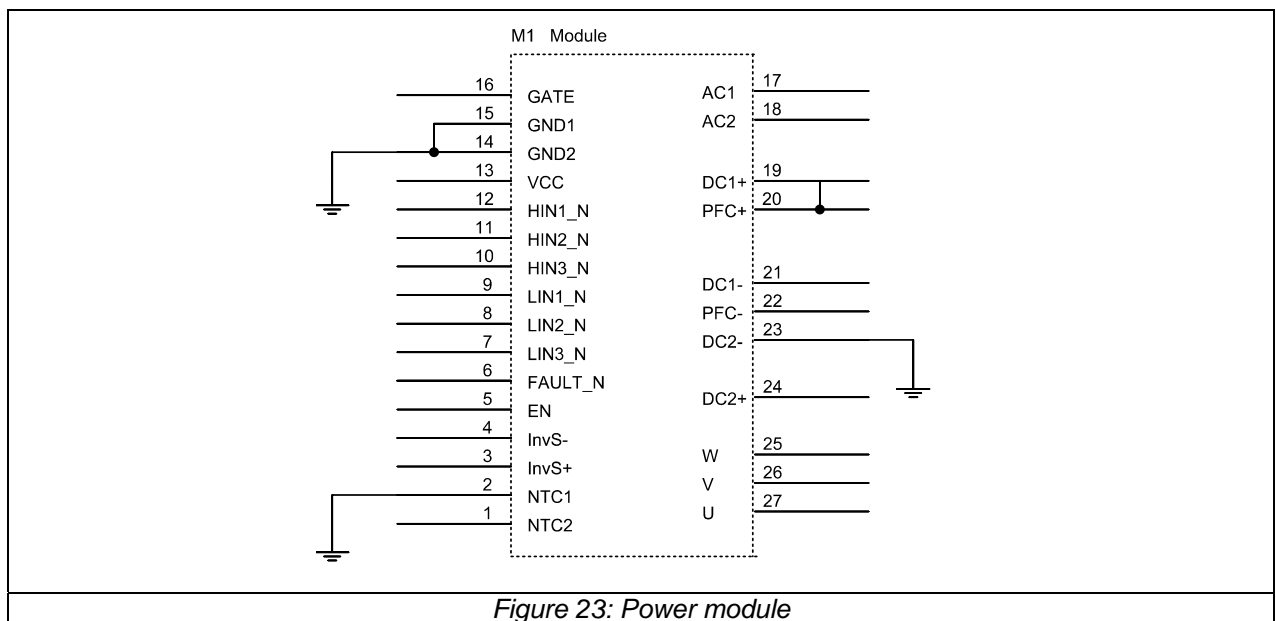 M1 Module
16 GATE
15 GND1
14 GND2
13 VCC
12 HIN1_N
11 HIN2_N
10 HIN3_N
9 LIN1_N
8 LIN2_N
7 LIN3_N
6 FAULT_N
5 EN
4 InvS-
3 InvS+
2 NTC1
1 NTC2
AC1 17
AC2 18
DC1+ 19
PFC+ 20
DC1- 21
PFC- 22
DC2- 23
DC2+ 24
W 25
V 26
U 27
Figure 23: Power module